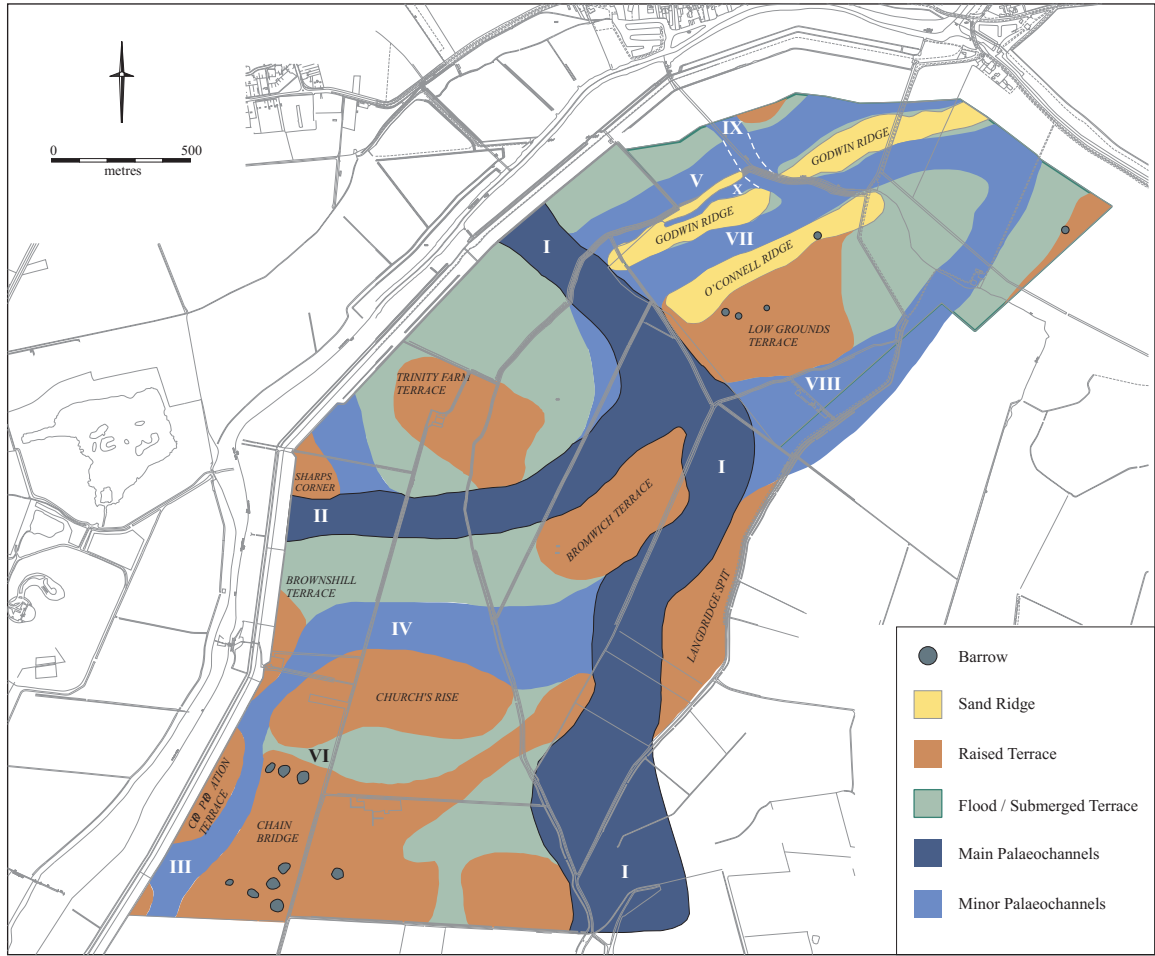 0 500
metres
IX
GODWIN RIDGE
V
X
GODWIN RIDGE
I
VII
O'CONNELL RIDGE
LOW GROUNDS
TERRACE
TRINITY FARM
TERRACE
VIII
SHARPS
CORNER
I
II
BROMWICH TERRACE
BROWNSHILL
TERRACE
LANGDRIDGE SPIT
IV
CHURCH'S RISE
VI
TERRACE
CHAIN
BRIDGE
III
I
Barrow
Sand Ridge
Raised Terrace
Flood / Submerged Terrace
Main Palaeochannels
Minor Palaeochannels